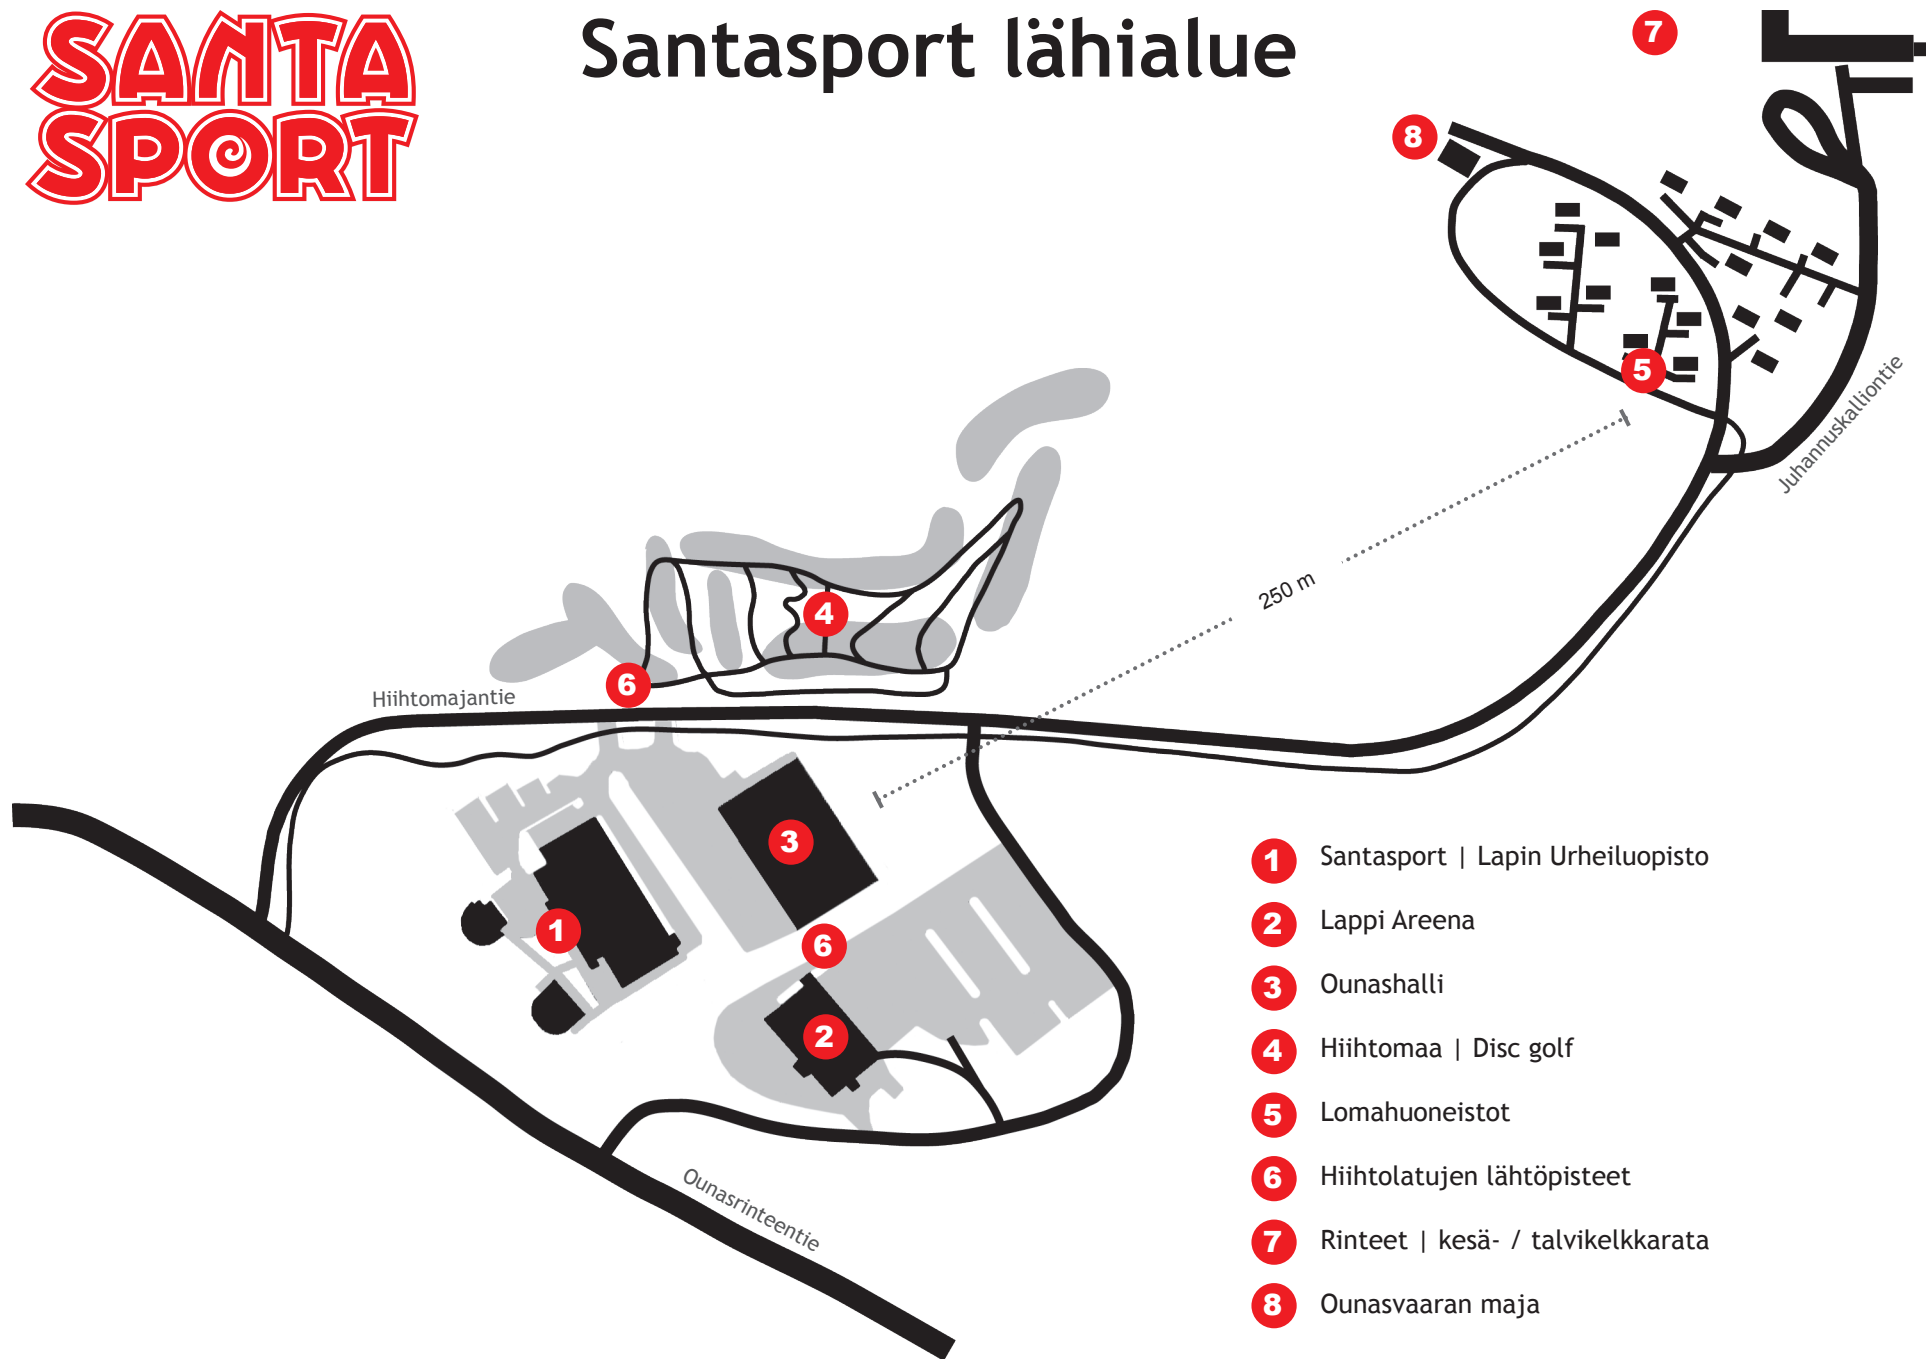 SANTA
SPORT
Santasport lähialue
7
8
5
Juhannuskalliontie
250 m
4
6
Hiihtomajantie
3
1
6
2
Ounasrinteentie
1 Santasport | Lapin Urheiluopisto
2 Lappi Areena
3 Ounashalli
4 Hiihtomaa | Disc golf
5 Lomahuoneistot
6 Hiihtolatujen lähtöpisteet
7 Rinteet | kesä- / talvikelkkarata
8 Ounasvaaran maja